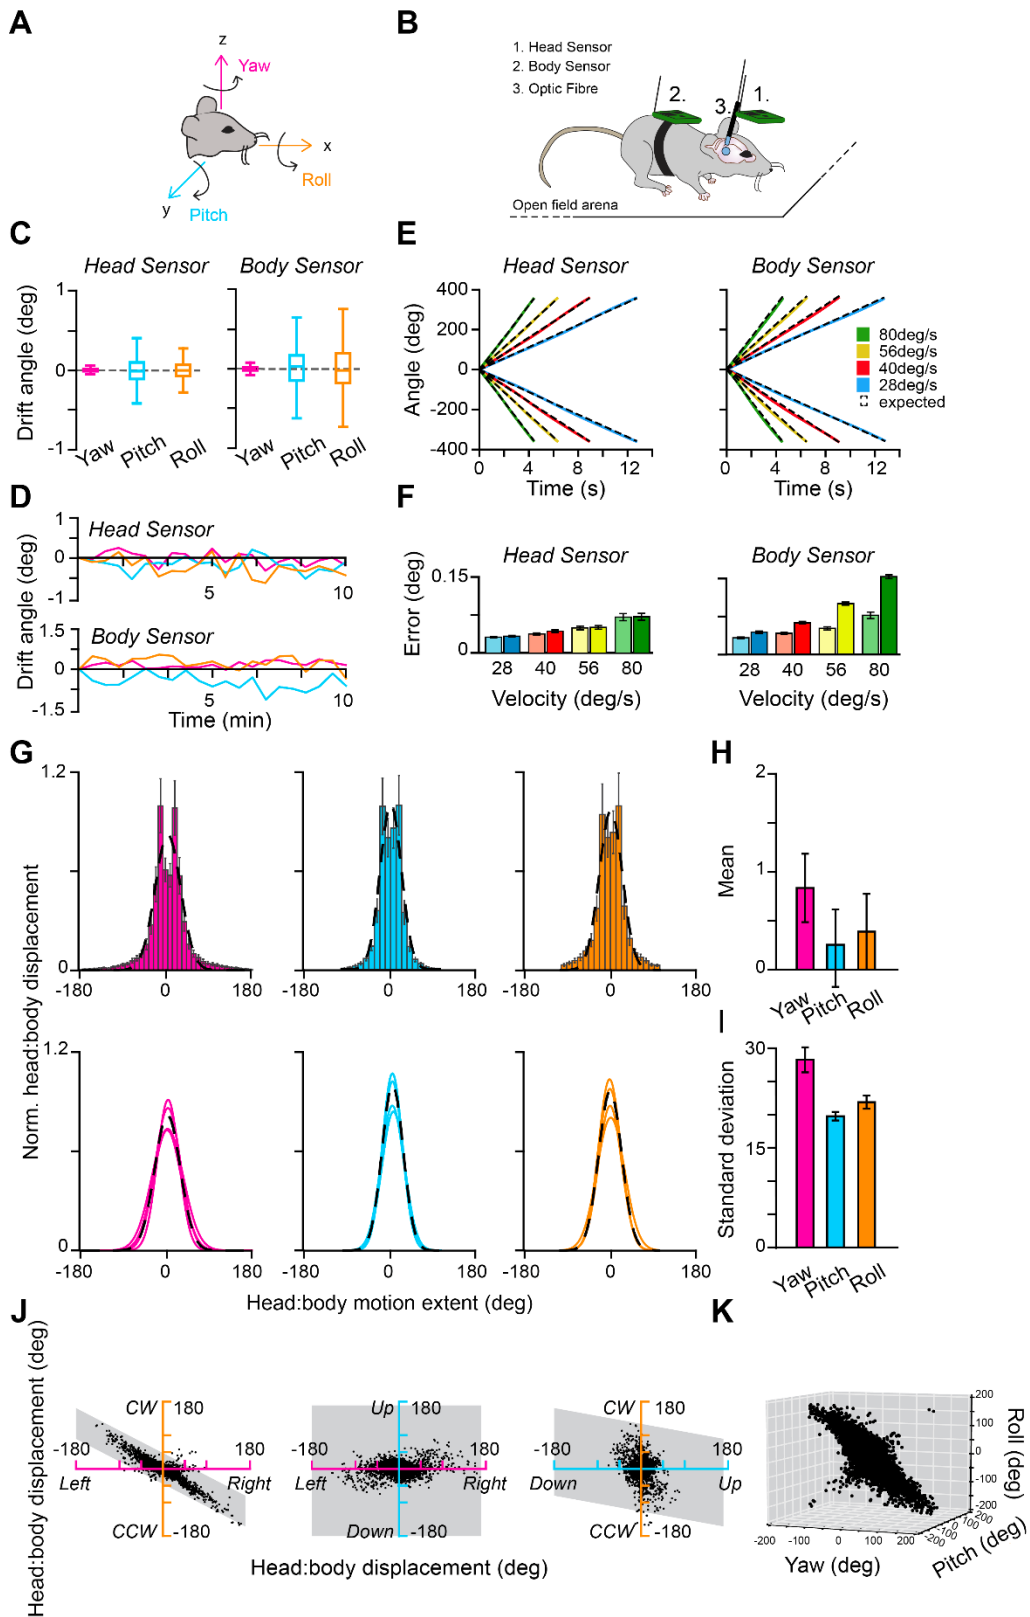 A
z
Yaw
x
Roll
y
Pitch
B
1. Head Sensor
2. Body Sensor
3. Optic Fibre
2.
3.
1.
Open field arena
C
Head Sensor
Body Sensor
Drift angle (deg)
1
0
-1
Yaw
Pitch
Roll
Yaw
Pitch
Roll
D
Head Sensor
Drift angle (deg)
1
0
-1
5
10
Body Sensor
1.5
0
-1.5
5
10
Time (min)
E
Head Sensor
Body Sensor
Angle (deg)
400
200
0
-200
-400
0 4 8 12
Time (s)
0 4 8 12
Time (s)
80deg/s
56deg/s
40deg/s
28deg/s
expected
F
Head Sensor
Body Sensor
Error (deg)
0.15
0
28 40 56 80
Velocity (deg/s)
28 40 56 80
Velocity (deg/s)
G
Norm. head:body displacement
1.2
0
-180 0 180
-180 0 180
-180 0 180
1.2
0
-180 0 180
-180 0 180
-180 0 180
Head:body motion extent (deg)
H
Mean
2
1
0
Yaw
Pitch
Roll
I
Standard deviation
30
15
0
Yaw
Pitch
Roll
J
Head:body displacement (deg)
CW 180
-180 180
Left Right
CCW -180
Up 180
-180 180
Left Right
Down -180
CW 180
-180 180
Down Up
CCW -180
Head:body displacement (deg)
K
Roll (deg)
200
100
0
-100
-200
Pitch (deg)
200
100
0
-100
-200
-200 -100 0 100 200
Yaw (deg)